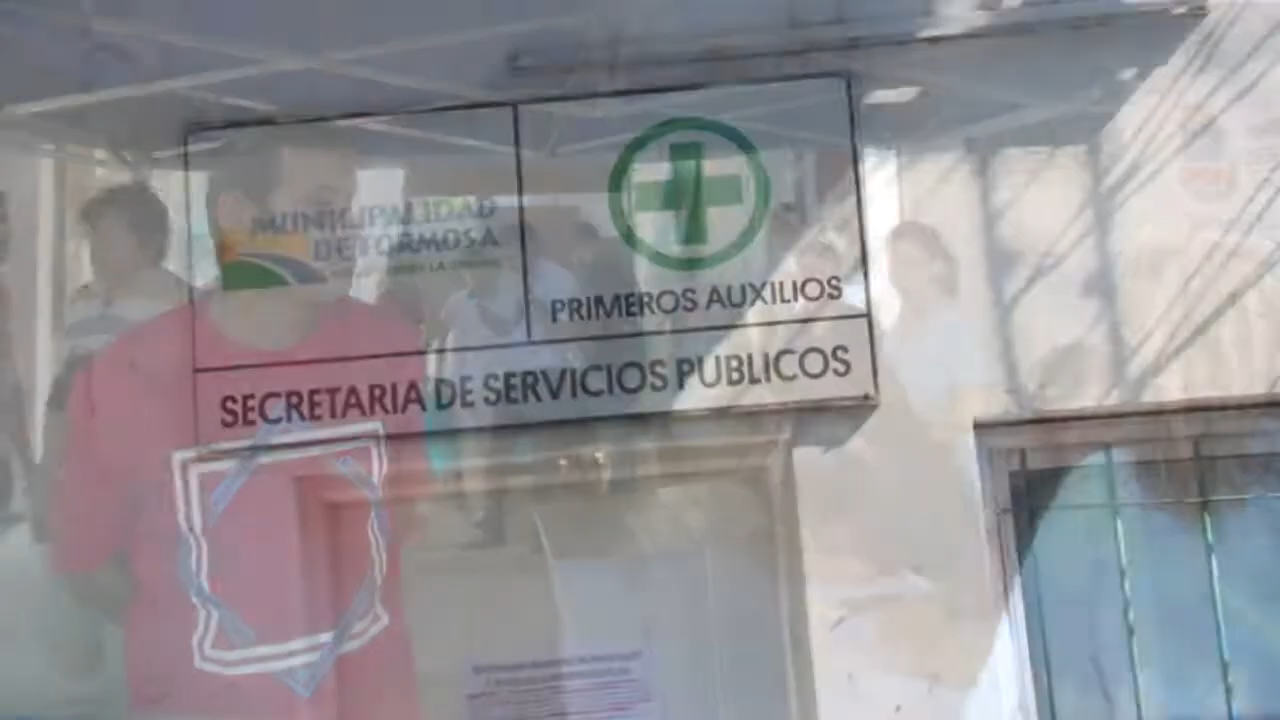 MUNICIPALIDAD
DE FORMOSA
PRIMEROS AUXILIOS
SECRETARIA DE SERVICIOS PUBLICOS